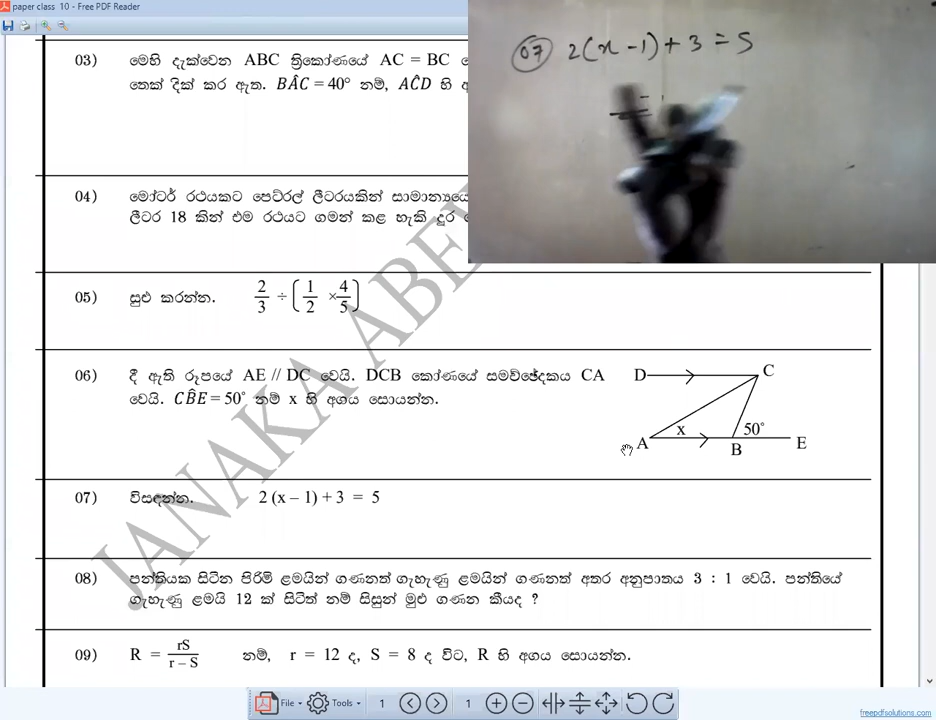 paper class 10 - Free PDF Reader
07 2(x - 1) + 3 = 5
03) මෙහි දැක්වෙන ABC ත්‍රිකෝණයේ AC = BC
තෙක් දික් කර ඇත. BÂC = 40° නම්, AĈD හි
04) මෝටර් රථයකට පෙට්‍රල් ලීටරයකින් සාමාන්‍යයෙ
ලීටර 18 කින් එම රථයට ගමන් කළ හැකි දුර
05) සුළු කරන්න. 2/3 ÷ (1/2 × 4/5)
06) දී ඇති රූපයේ AE // DC වෙයි. DCB කෝණයේ සමච්ඡේදකය CA
වෙයි. CB̂E = 50° නම් x හි අගය සොයන්න.
D C
A x B 50° E
07) විසඳන්න. 2 (x – 1) + 3 = 5
08) පන්තියක සිටින පිරිමි ළමයින් ගණනත් ගැහැණු ළමයින් ගණනත් අතර අනුපාතය 3 : 1 වෙයි. පන්තියේ
ගැහැණු ළමයි 12 ක් සිටිත් නම් සිසුන් මුළු ගණන කීයද ?
09) R = rS / r – S නම්, r = 12 ද, S = 8 ද විට, R හි අගය සොයන්න.
JANAKA ABE
File Tools 1 1
freepdfsolutions.com